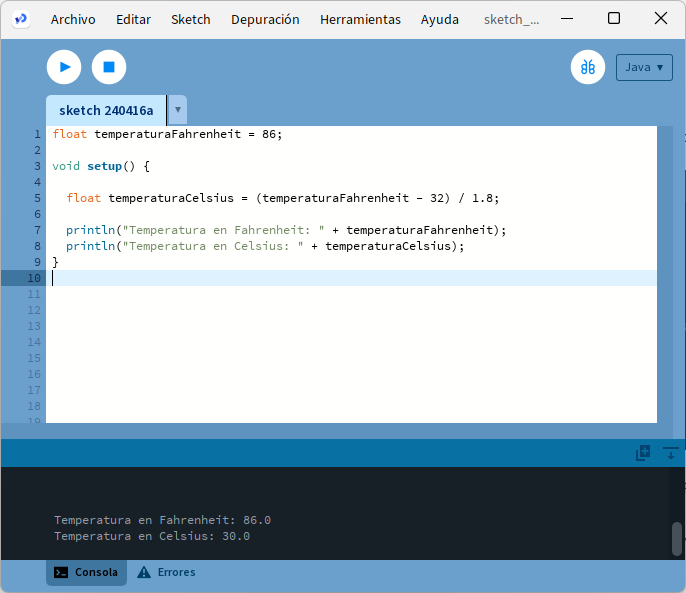 Archivo Editar Sketch Depuración Herramientas Ayuda sketch_...
Java ▾
sketch 240416a ▾
1 float temperaturaFahrenheit = 86;
2
3 void setup() {
4
5 float temperaturaCelsius = (temperaturaFahrenheit - 32) / 1.8;
6
7 println("Temperatura en Fahrenheit: " + temperaturaFahrenheit);
8 println("Temperatura en Celsius: " + temperaturaCelsius);
9 }
10
11
12
13
14
15
16
17
18
19
Temperatura en Fahrenheit: 86.0
Temperatura en Celsius: 30.0
Consola Errores